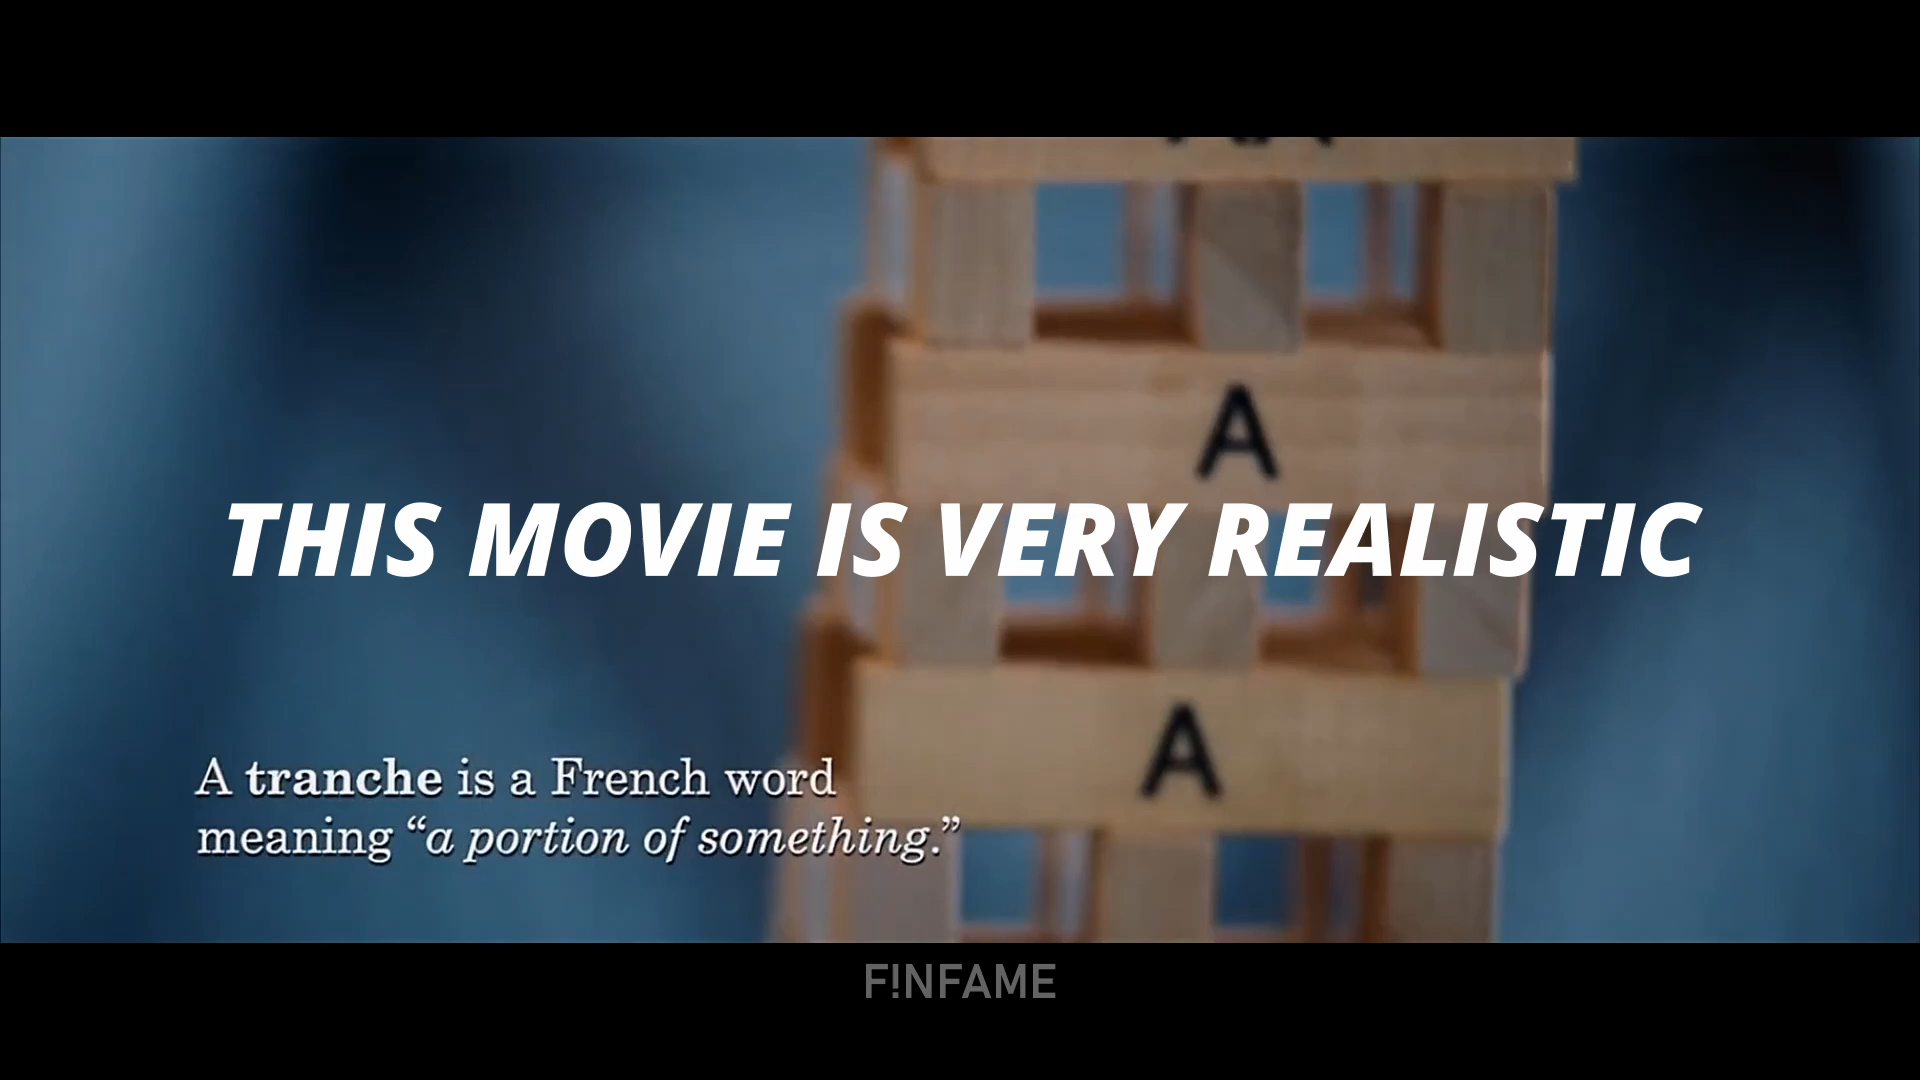 A
THIS MOVIE IS VERY REALISTIC
A
A tranche is a French word
meaning “a portion of something.”
F!NFAME